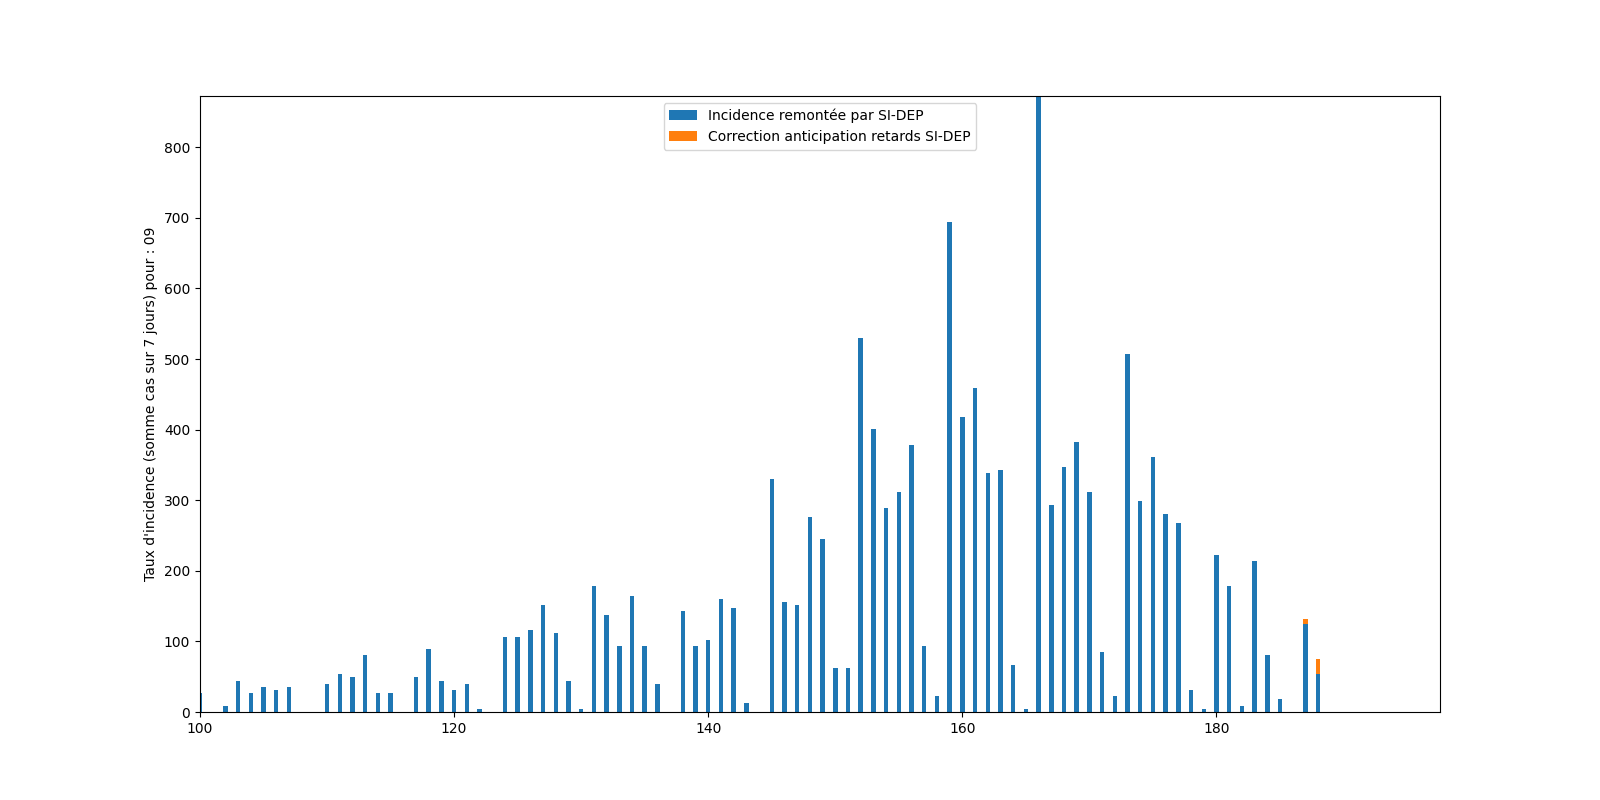 Incidence remontée par SI-DEP
Correction anticipation retards SI-DEP
Taux d'incidence (somme cas sur 7 jours) pour : 09
800
700
600
500
400
300
200
100
0
100 120 140 160 180